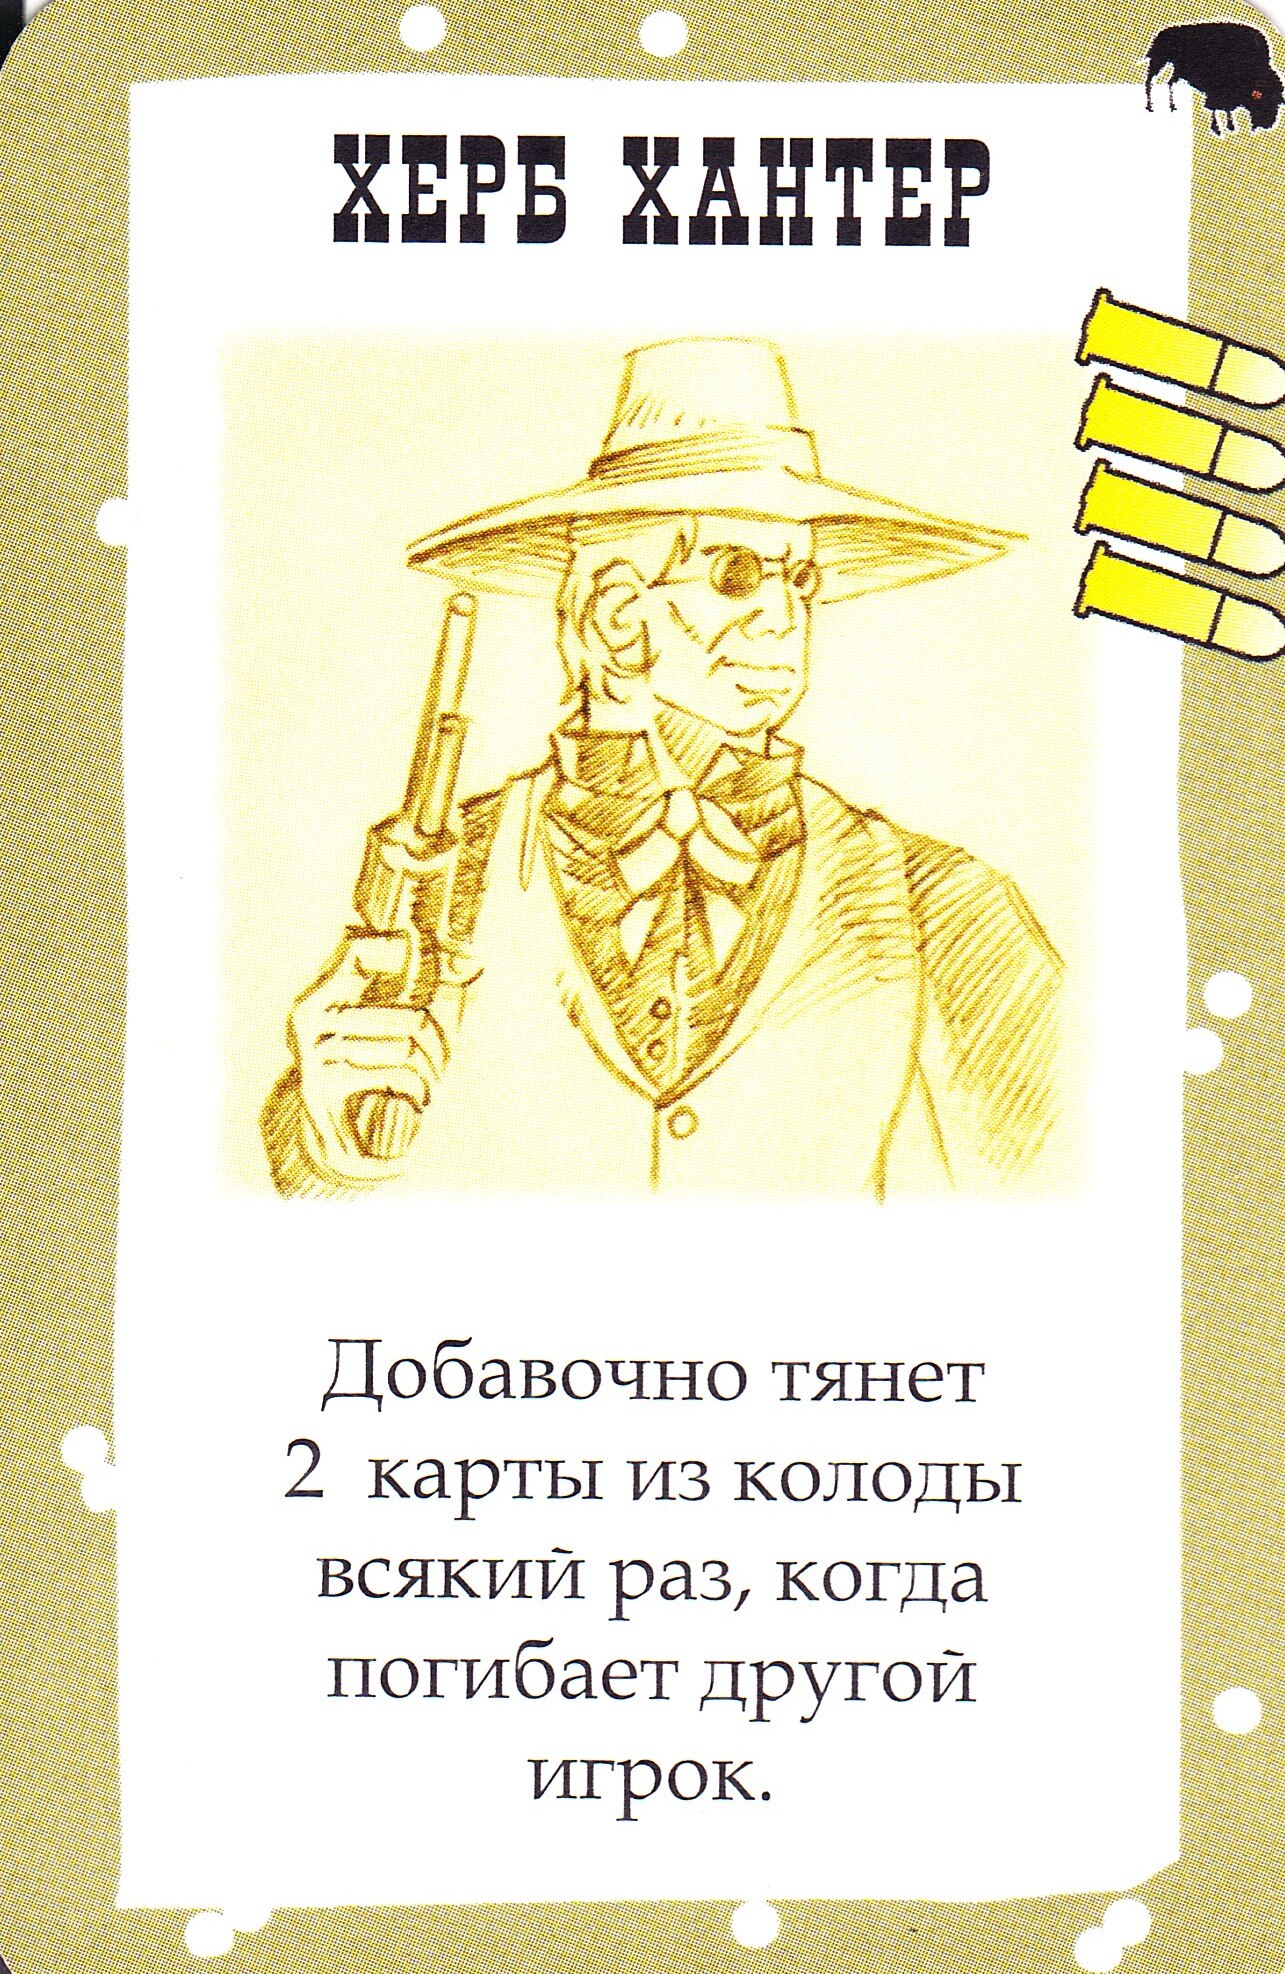 ХЕРБ ХАНТЕР
Добавочно тянет
2 карты из колоды
всякий раз, когда
погибает другой
игрок.